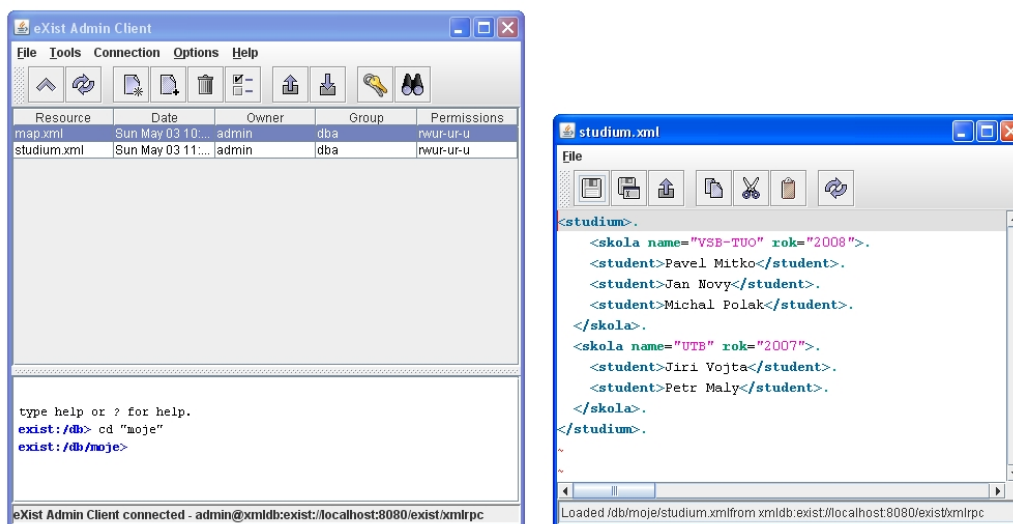 eXist Admin Client
File Tools Connection Options Help
Resource Date Owner Group Permissions
map.xml Sun May 03 10:... admin dba rwur-ur-u
studium.xml Sun May 03 11:... admin dba rwur-ur-u
type help or ? for help.
exist:/db> cd "moje"
exist:/db/moje>
eXist Admin Client connected - admin@xmldb:exist://localhost:8080/exist/xmlrpc
studium.xml
File
<studium>.
<skola name="VSB-TUO" rok="2008">.
<student>Pavel Mitko</student>.
<student>Jan Novy</student>.
<student>Michal Polak</student>.
</skola>.
<skola name="UTB" rok="2007">.
<student>Jiri Vojta</student>.
<student>Petr Maly</student>.
</skola>.
</studium>.
~
~
Loaded /db/moje/studium.xmlfrom xmldb:exist://localhost:8080/exist/xmlrpc